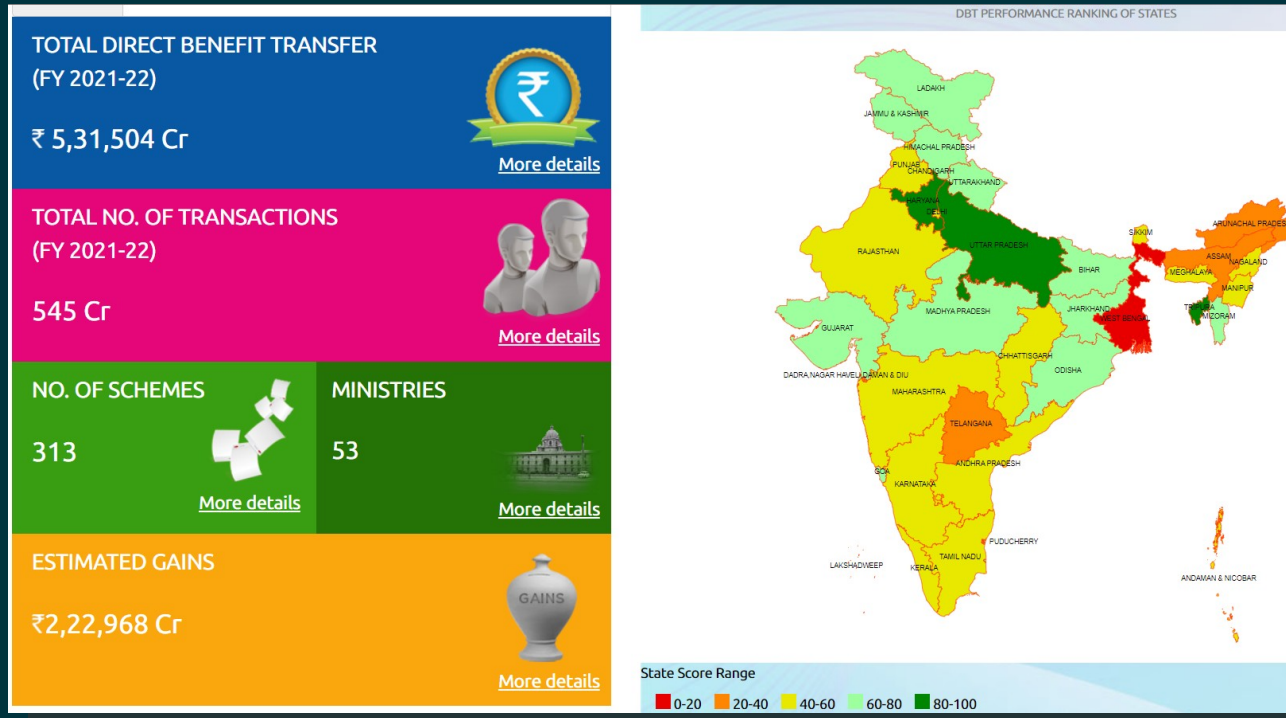 TOTAL DIRECT BENEFIT TRANSFER
(FY 2021-22)
₹ 5,31,504 Cr
More details
TOTAL NO. OF TRANSACTIONS
(FY 2021-22)
545 Cr
More details
NO. OF SCHEMES
313
More details
MINISTRIES
53
More details
ESTIMATED GAINS
₹2,22,968 Cr
GAINS
More details
DBT PERFORMANCE RANKING OF STATES
LADAKH
JAMMU & KASHMIR
HIMACHAL PRADESH
PUNJAB
CHANDIGARH
UTTARAKHAND
HARYANA
DELHI
RAJASTHAN
UTTAR PRADESH
BIHAR
SIKKIM
ARUNACHAL PRADES
ASSAM
NAGALAND
MEGHALAYA
MANIPUR
TRIPURA
MIZORAM
WEST BENGAL
JHARKHAND
MADHYA PRADESH
GUJARAT
CHHATTISGARH
ODISHA
DADRA,NAGAR HAVELI,DAMAN & DIU
MAHARASHTRA
TELANGANA
ANDHRA PRADESH
GOA
KARNATAKA
PUDUCHERRY
TAMIL NADU
KERALA
LAKSHADWEEP
ANDAMAN & NICOBAR
State Score Range
0-20 20-40 40-60 60-80 80-100